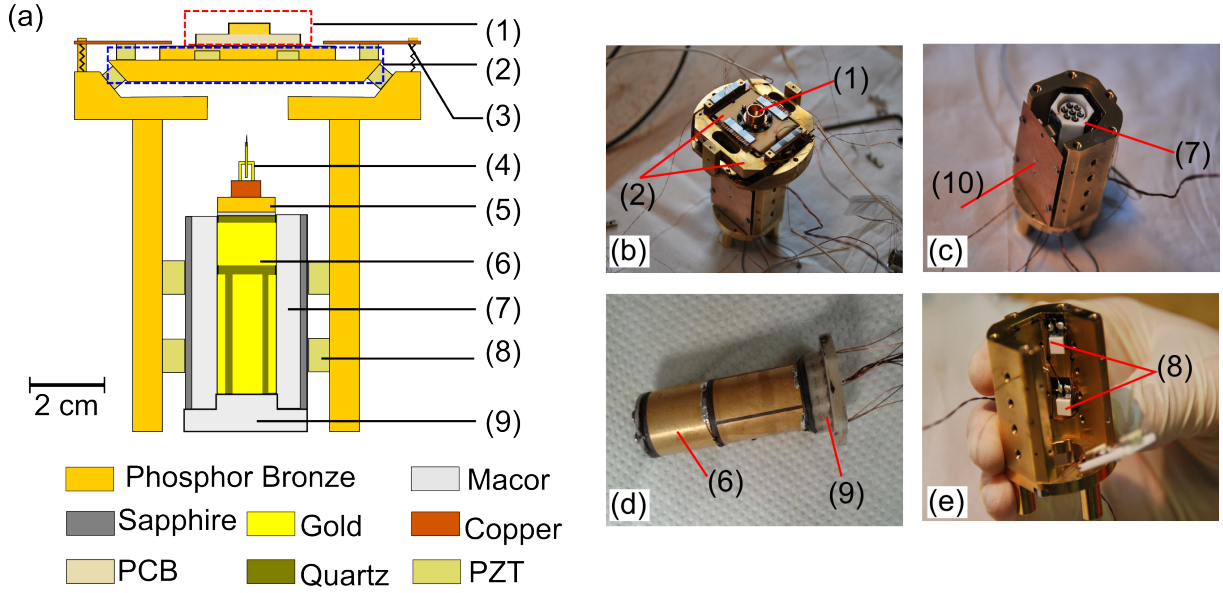 (a)
(1)
(2)
(3)
(4)
(5)
(6)
(7)
(8)
(9)
2 cm
Phosphor Bronze
Macor
Sapphire
Gold
Copper
PCB
Quartz
PZT
(1)
(2)
(b)
(7)
(10)
(c)
(6)
(9)
(d)
(8)
(e)